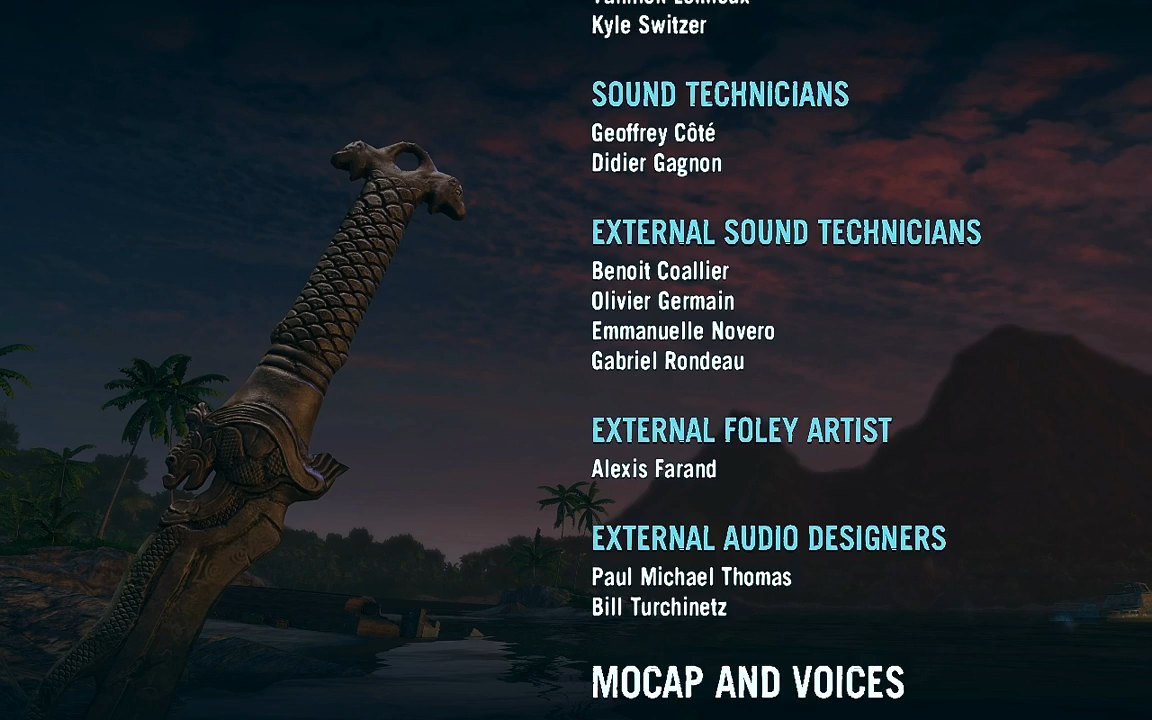 Kyle Switzer
SOUND TECHNICIANS
Geoffrey Côté
Didier Gagnon
EXTERNAL SOUND TECHNICIANS
Benoit Coallier
Olivier Germain
Emmanuelle Novero
Gabriel Rondeau
EXTERNAL FOLEY ARTIST
Alexis Farand
EXTERNAL AUDIO DESIGNERS
Paul Michael Thomas
Bill Turchinetz
MOCAP AND VOICES